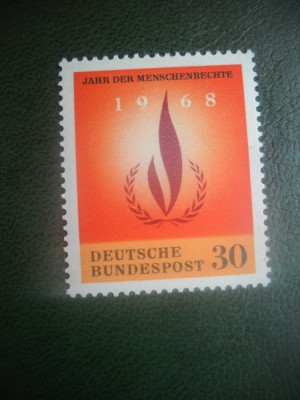 JAHR DER MENSCHENRECHTE
1968
DEUTSCHE
BUNDESPOST 30